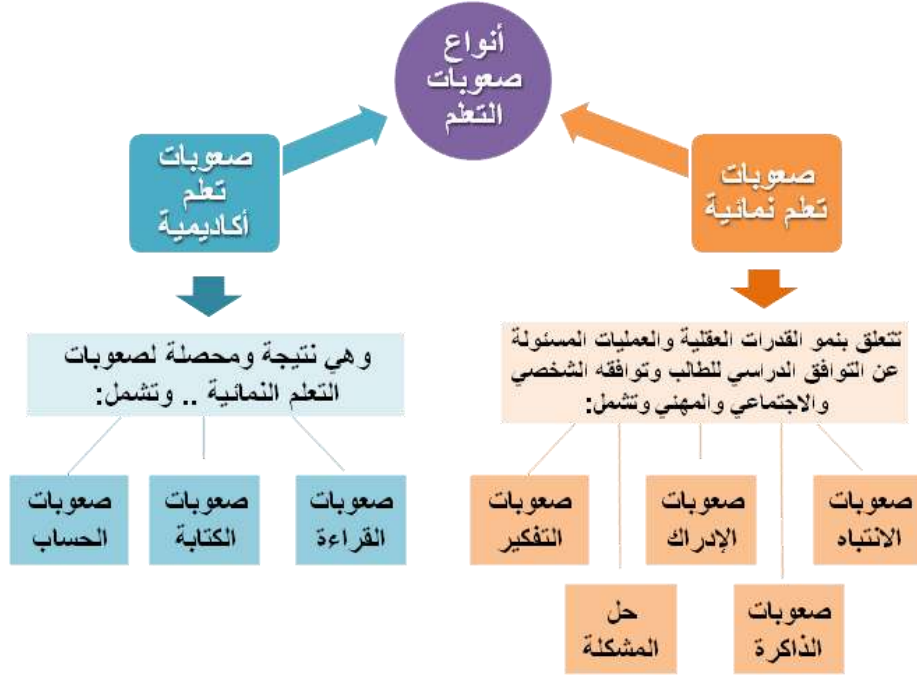 أنواع
صعوبات
التعلم
صعوبات
تعلم نمائية
تتعلق بنمو القدرات العقلية والعمليات المسئولة
عن التوافق الدراسي للطالب وتوافقه الشخصي
والاجتماعي والمهني وتشمل:
صعوبات
الانتباه
صعوبات
الذاكرة
صعوبات
الإدراك
حل
المشكلة
صعوبات
التفكير
صعوبات
تعلم
أكاديمية
وهي نتيجة ومحصلة لصعوبات
التعلم النمائية .. وتشمل:
صعوبات
القراءة
صعوبات
الكتابة
صعوبات
الحساب